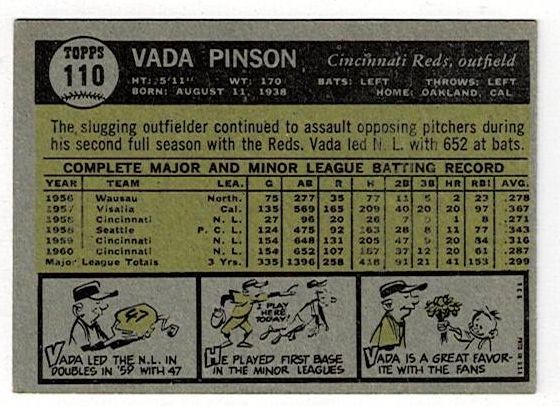 TOPPS
110
VADA PINSON Cincinnati Reds, outfield
HT: 5'11" WT: 170 BATS: LEFT THROWS: LEFT
BORN: AUGUST 11, 1938 HOME: OAKLAND, CAL
The slugging outfielder continued to assault opposing pitchers during
his second full season with the Reds. Vada led N. L. with 652 at bats.
COMPLETE MAJOR AND MINOR LEAGUE BATTING RECORD
YEAR TEAM LEA. G AB R H 2B 3B HR RBI AVG.
1956 Wausau North. 75 277 35 77 11 5 2 23 .278
1957 Visalia Cal. 135 569 165 209 40 20 20 97 .367
1958 Cincinnati N. L. 27 96 20 26 7 1 8 .271
1958 Seattle P. C. L. 124 475 92 163 28 8 11 77 .343
1959 Cincinnati N. L. 154 648 131 205 47 9 20 84 .316
1960 Cincinnati N. L. 154 652 107 187 37 12 20 61 .287
Major League Totals 3 Yrs. 335 1396 258 418 91 21 41 153 .299
47
VADA LED THE N.L. IN
DOUBLES IN '59 WITH 47
I PLAY
HERE
TODAY!
HE PLAYED FIRST BASE
IN THE MINOR LEAGUES
VADA IS A GREAT FAVOR-
ITE WITH THE FANS